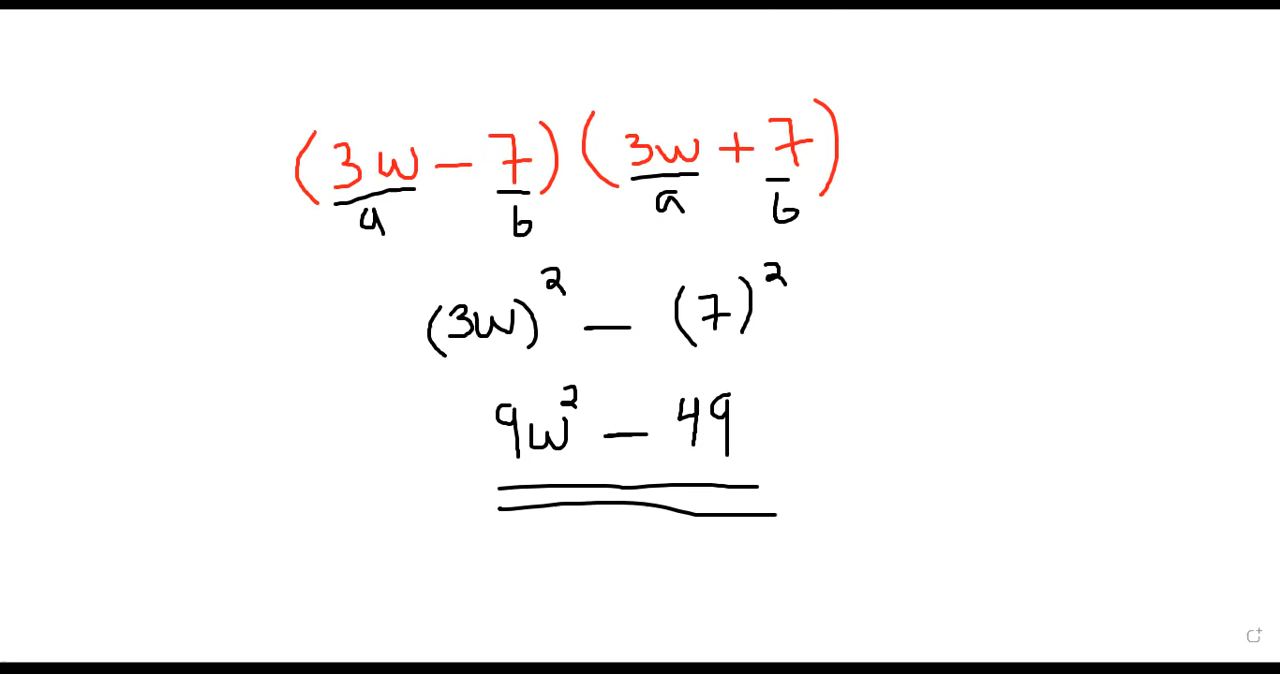 (3w - 7)(3w + 7)
a b a b
(3w)² - (7)²
9w² - 49